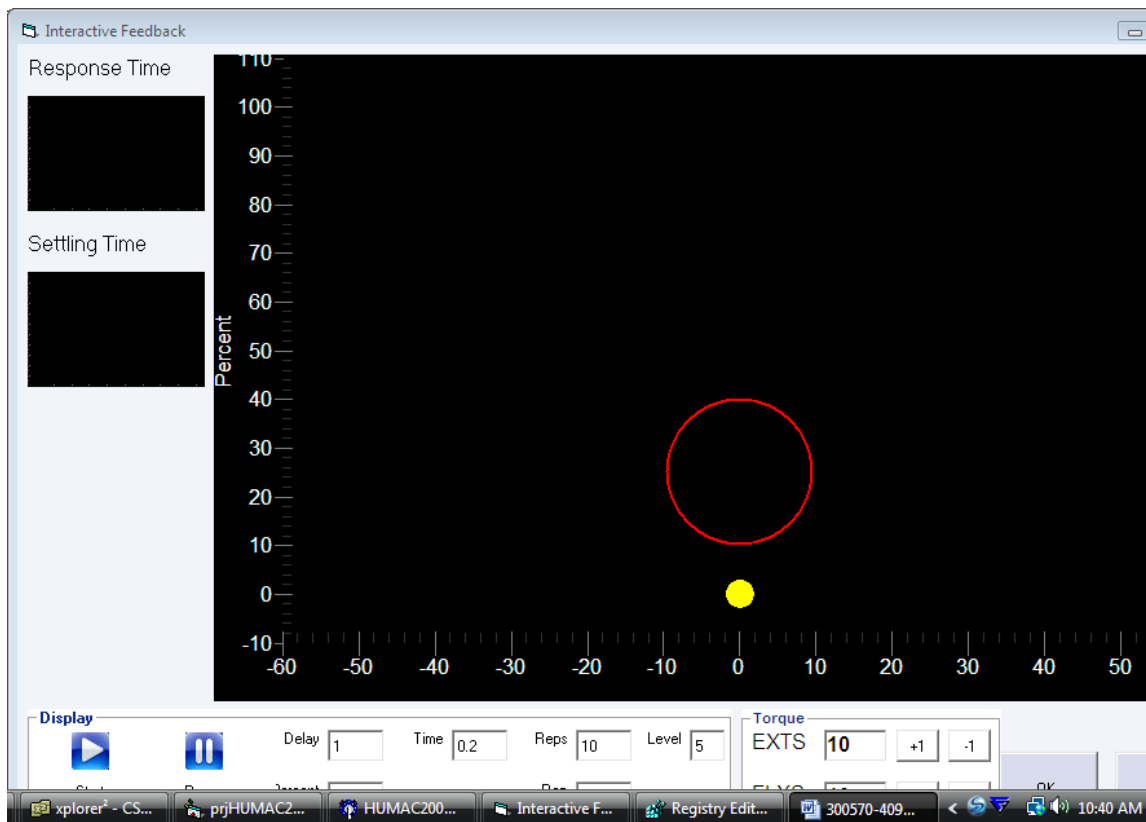 Interactive Feedback
Response Time
Settling Time
Percent
110
100
90
80
70
60
50
40
30
20
10
0
-10
-60 -50 -40 -30 -20 -10 0 10 20 30 40 50
Display
Delay 1 Time 0.2 Reps 10 Level 5
Torque
EXTS 10 +1 -1
OK
xplorer² - CS... prjHUMAC2... HUMAC200... Interactive F... Registry Edit... 300570-409... < 10:40 AM